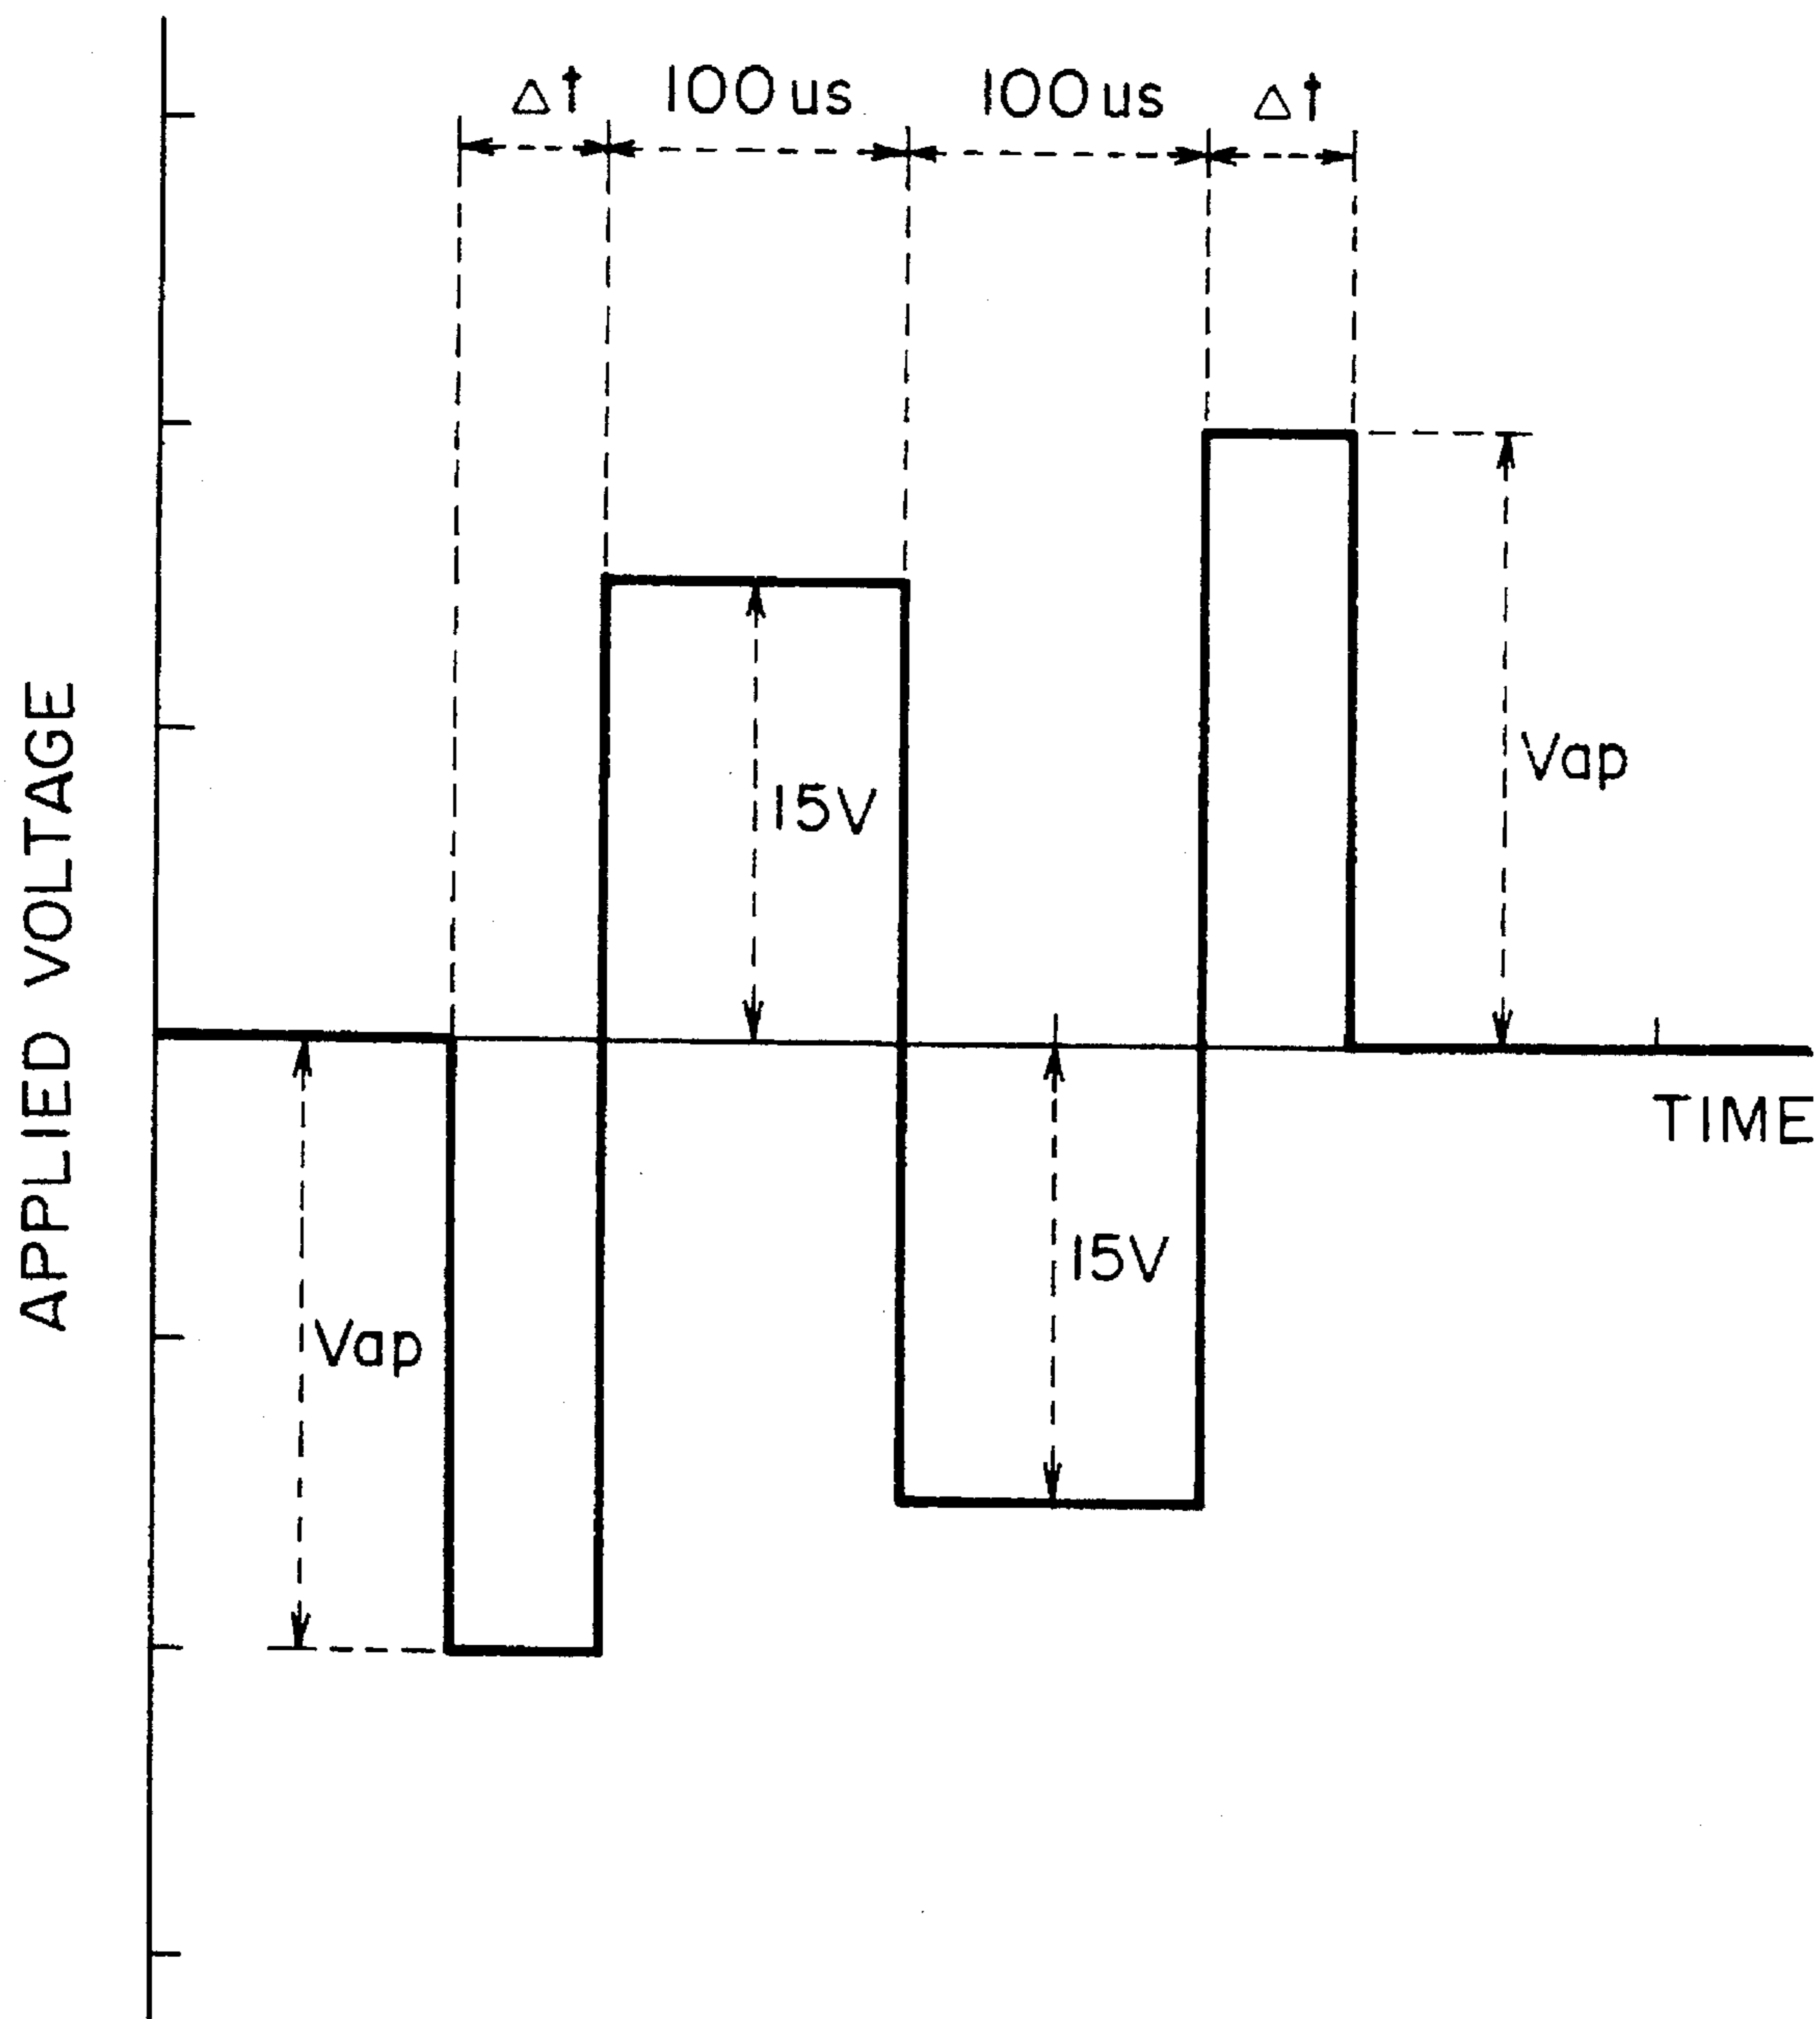 Δt 100us 100us Δt
APPLIED VOLTAGE
15V
Vap
TIME
15V
Vap